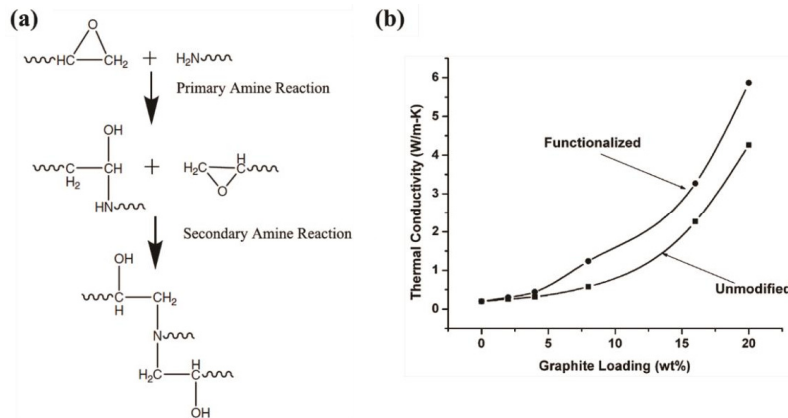 (a)
O
HC
CH₂
+
H₂N
Primary Amine Reaction
OH
C
H₂
CH
+
H₂C
H
C
O
HN
Secondary Amine Reaction
OH
C
H
CH₂
N
H₂C
H
C
OH
(b)
Thermal Conductivity (W/m-K)
6
5
4
3
2
1
0
Functionalized
Unmodified
0 5 10 15 20
Graphite Loading (wt%)